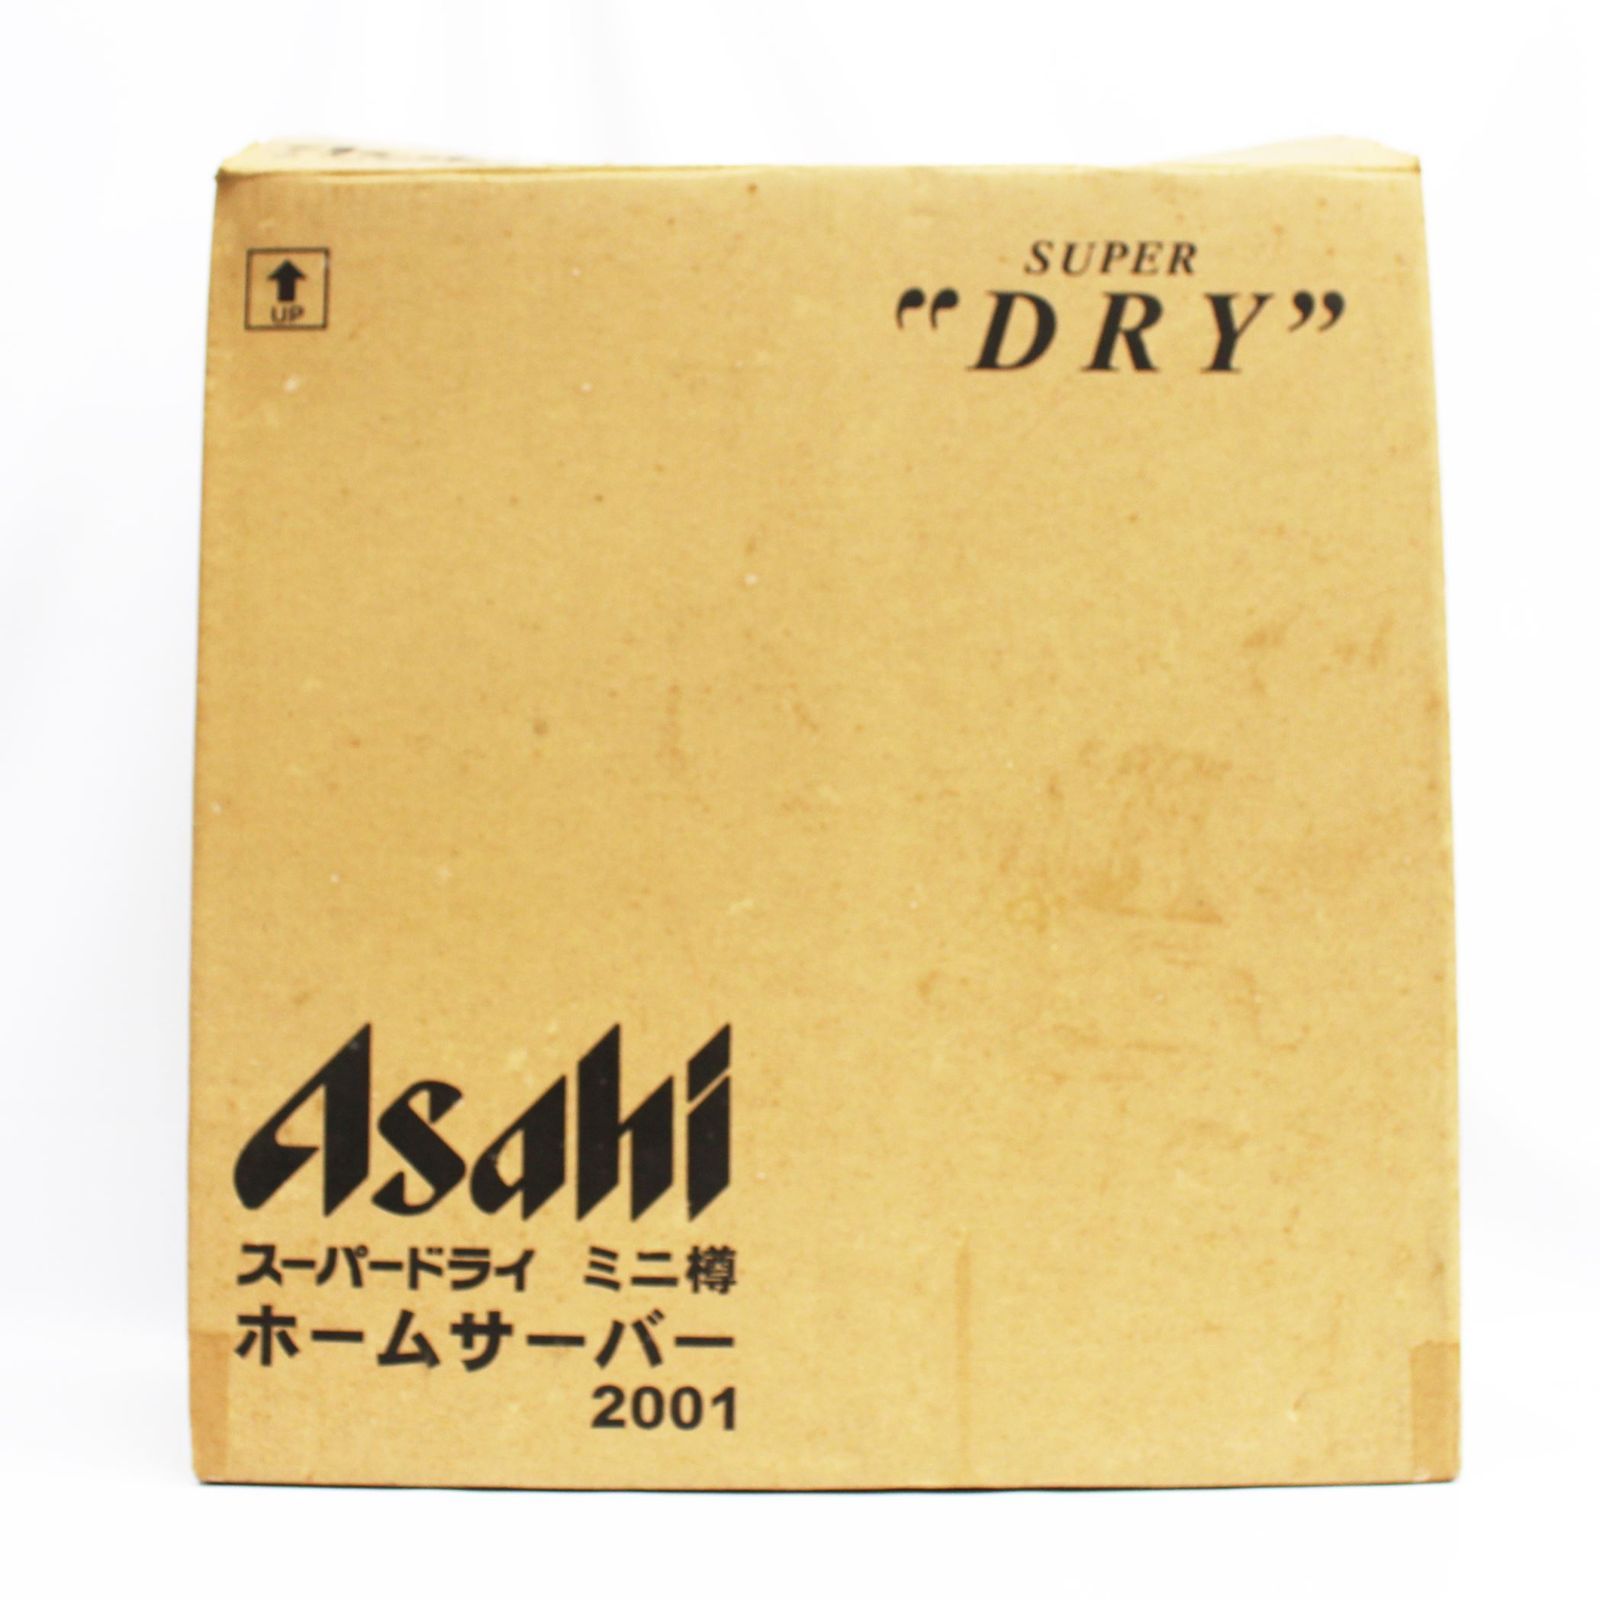 UP
SUPER
“DRY”
Asahi
スーパードライ ミニ樽
ホームサーバー
2001